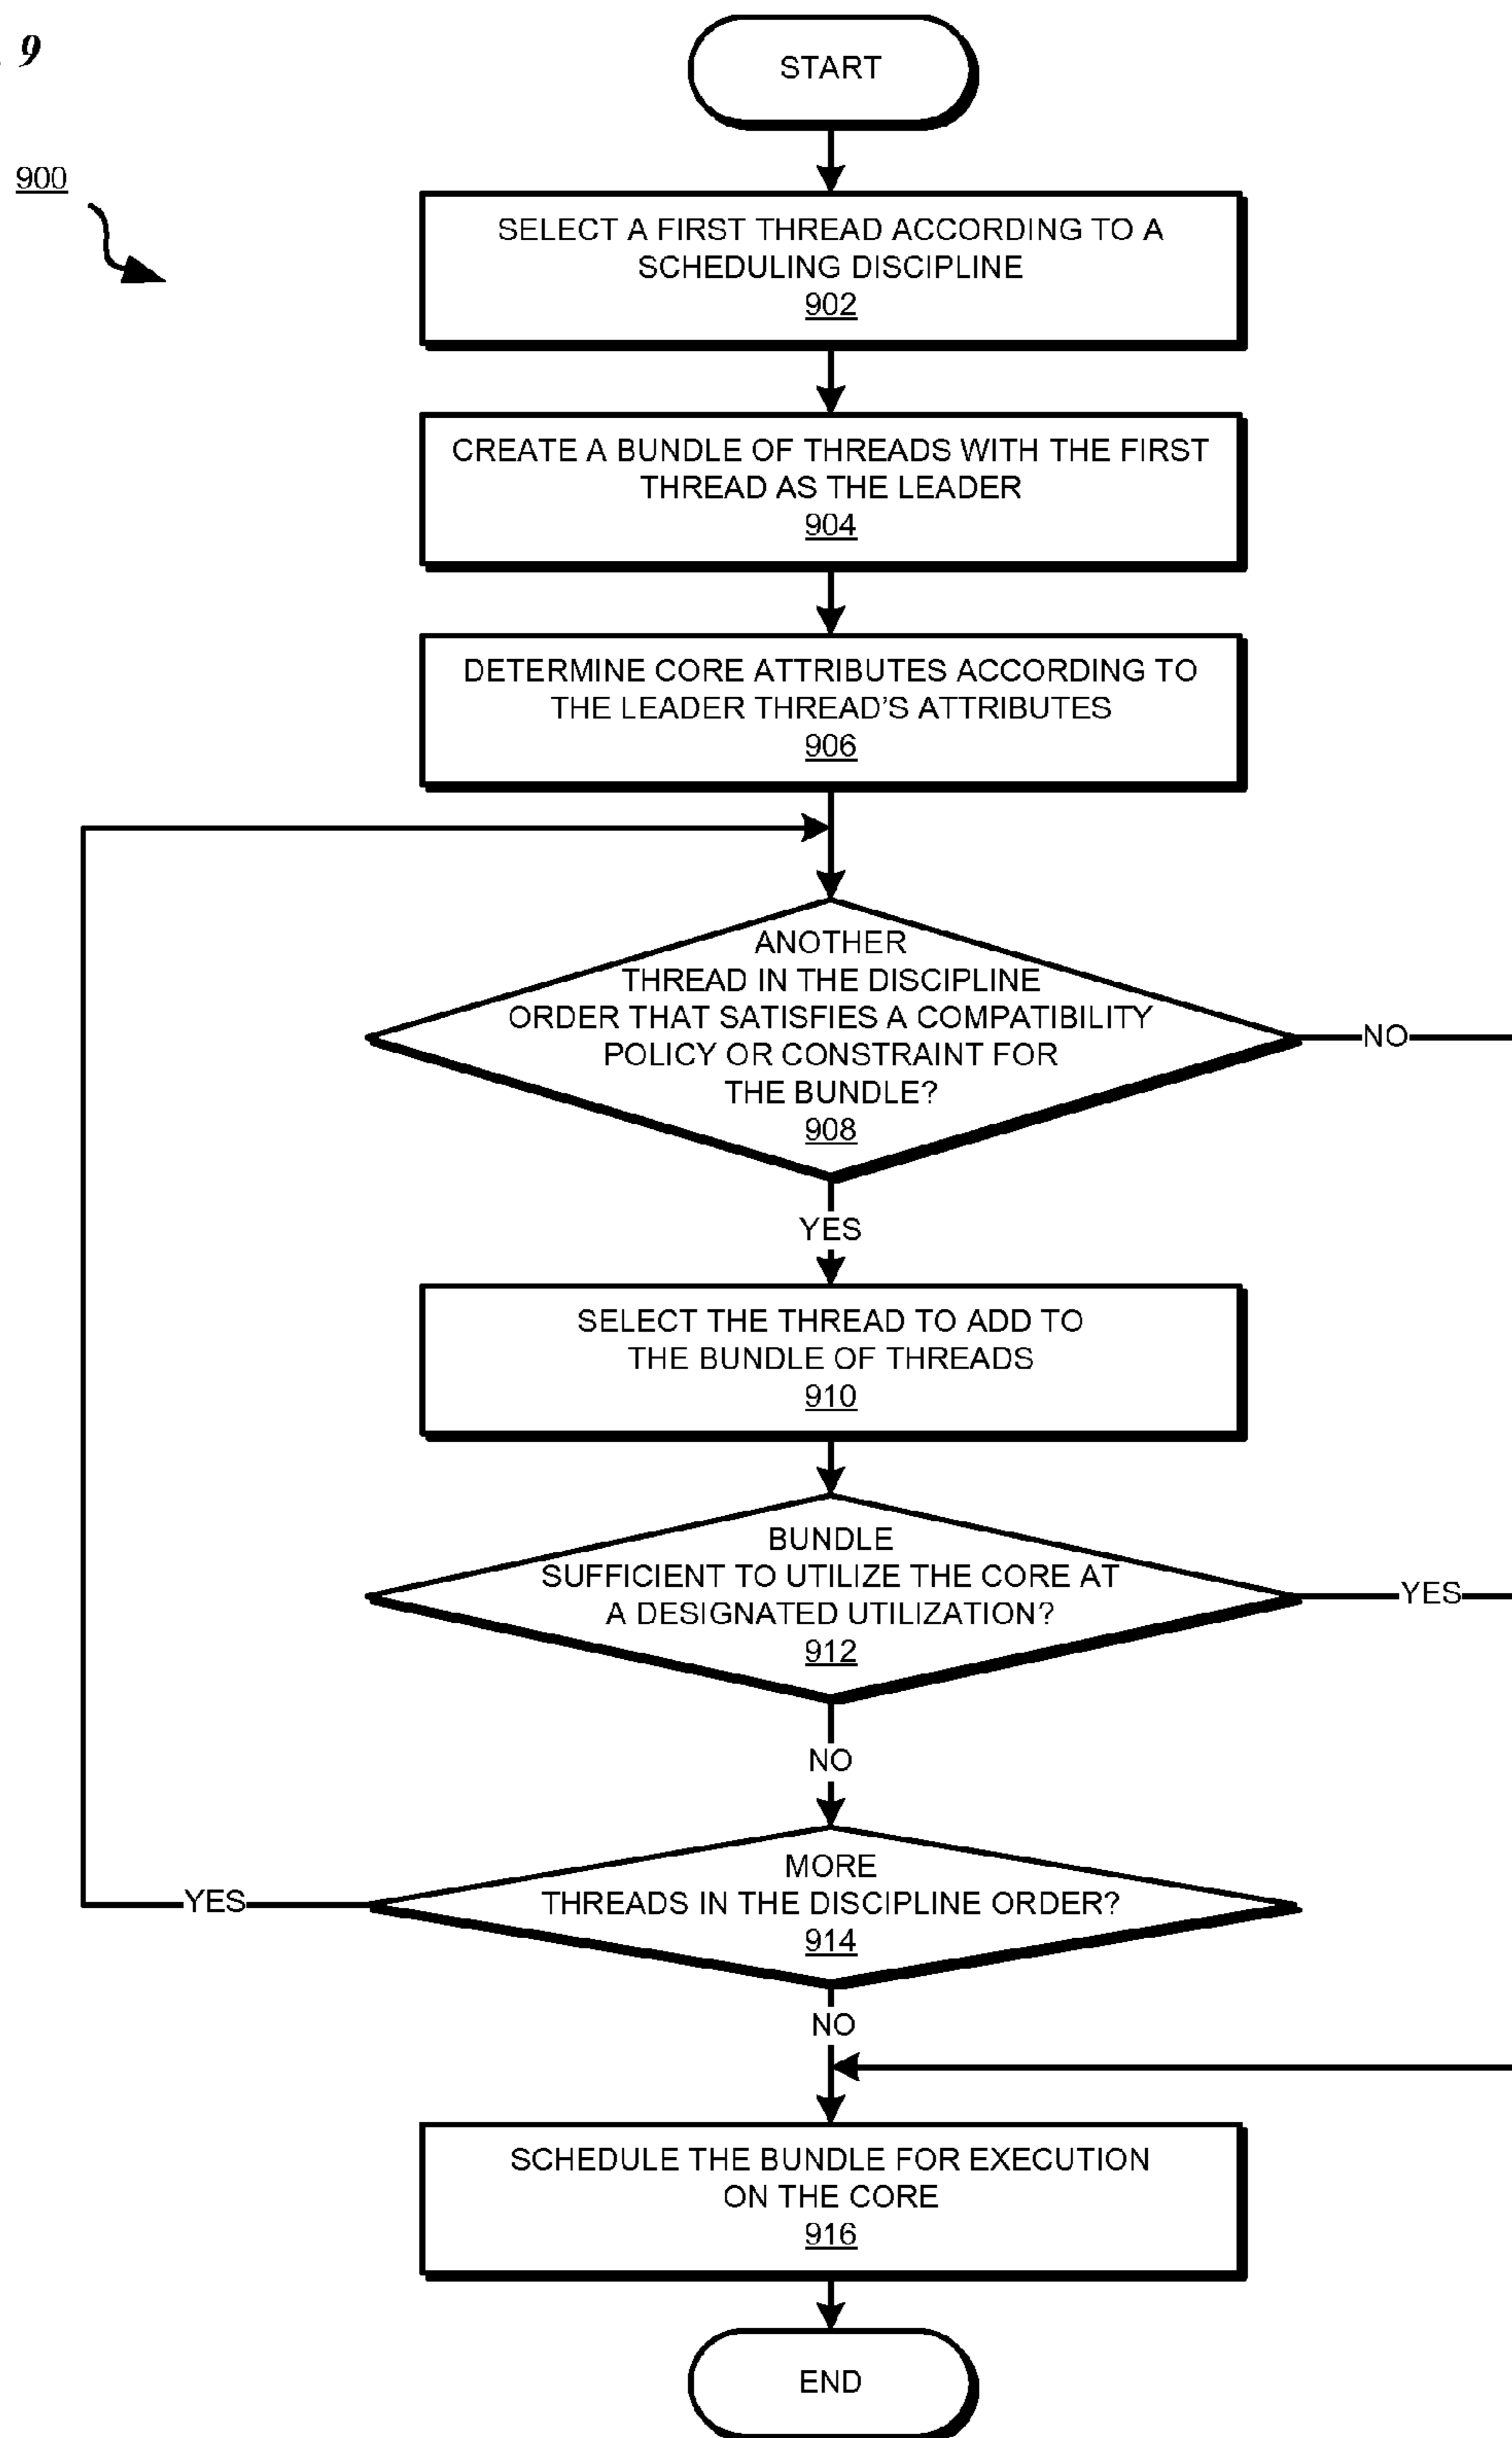 . 9
START
900
SELECT A FIRST THREAD ACCORDING TO A
SCHEDULING DISCIPLINE
902
CREATE A BUNDLE OF THREADS WITH THE FIRST
THREAD AS THE LEADER
904
DETERMINE CORE ATTRIBUTES ACCORDING TO
THE LEADER THREAD'S ATTRIBUTES
906
ANOTHER
THREAD IN THE DISCIPLINE
ORDER THAT SATISFIES A COMPATIBILITY
POLICY OR CONSTRAINT FOR
THE BUNDLE?
908
NO
YES
SELECT THE THREAD TO ADD TO
THE BUNDLE OF THREADS
910
BUNDLE
SUFFICIENT TO UTILIZE THE CORE AT
A DESIGNATED UTILIZATION?
912
YES
NO
MORE
THREADS IN THE DISCIPLINE ORDER?
914
YES
NO
SCHEDULE THE BUNDLE FOR EXECUTION
ON THE CORE
916
END